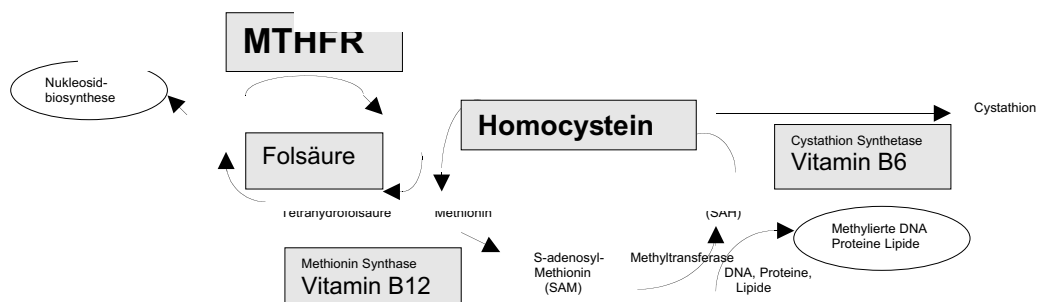 MTHFR
Nukleosid-
biosynthese
Homocystein
Cystathion
Folsäure
Cystathion Synthetase
Vitamin B6
Tetrahydrofolsäure
Methionin
(SAH)
Methylierte DNA
Proteine Lipide
Methionin Synthase
Vitamin B12
S-adenosyl-
Methionin
(SAM)
Methyltransferase
DNA, Proteine,
Lipide